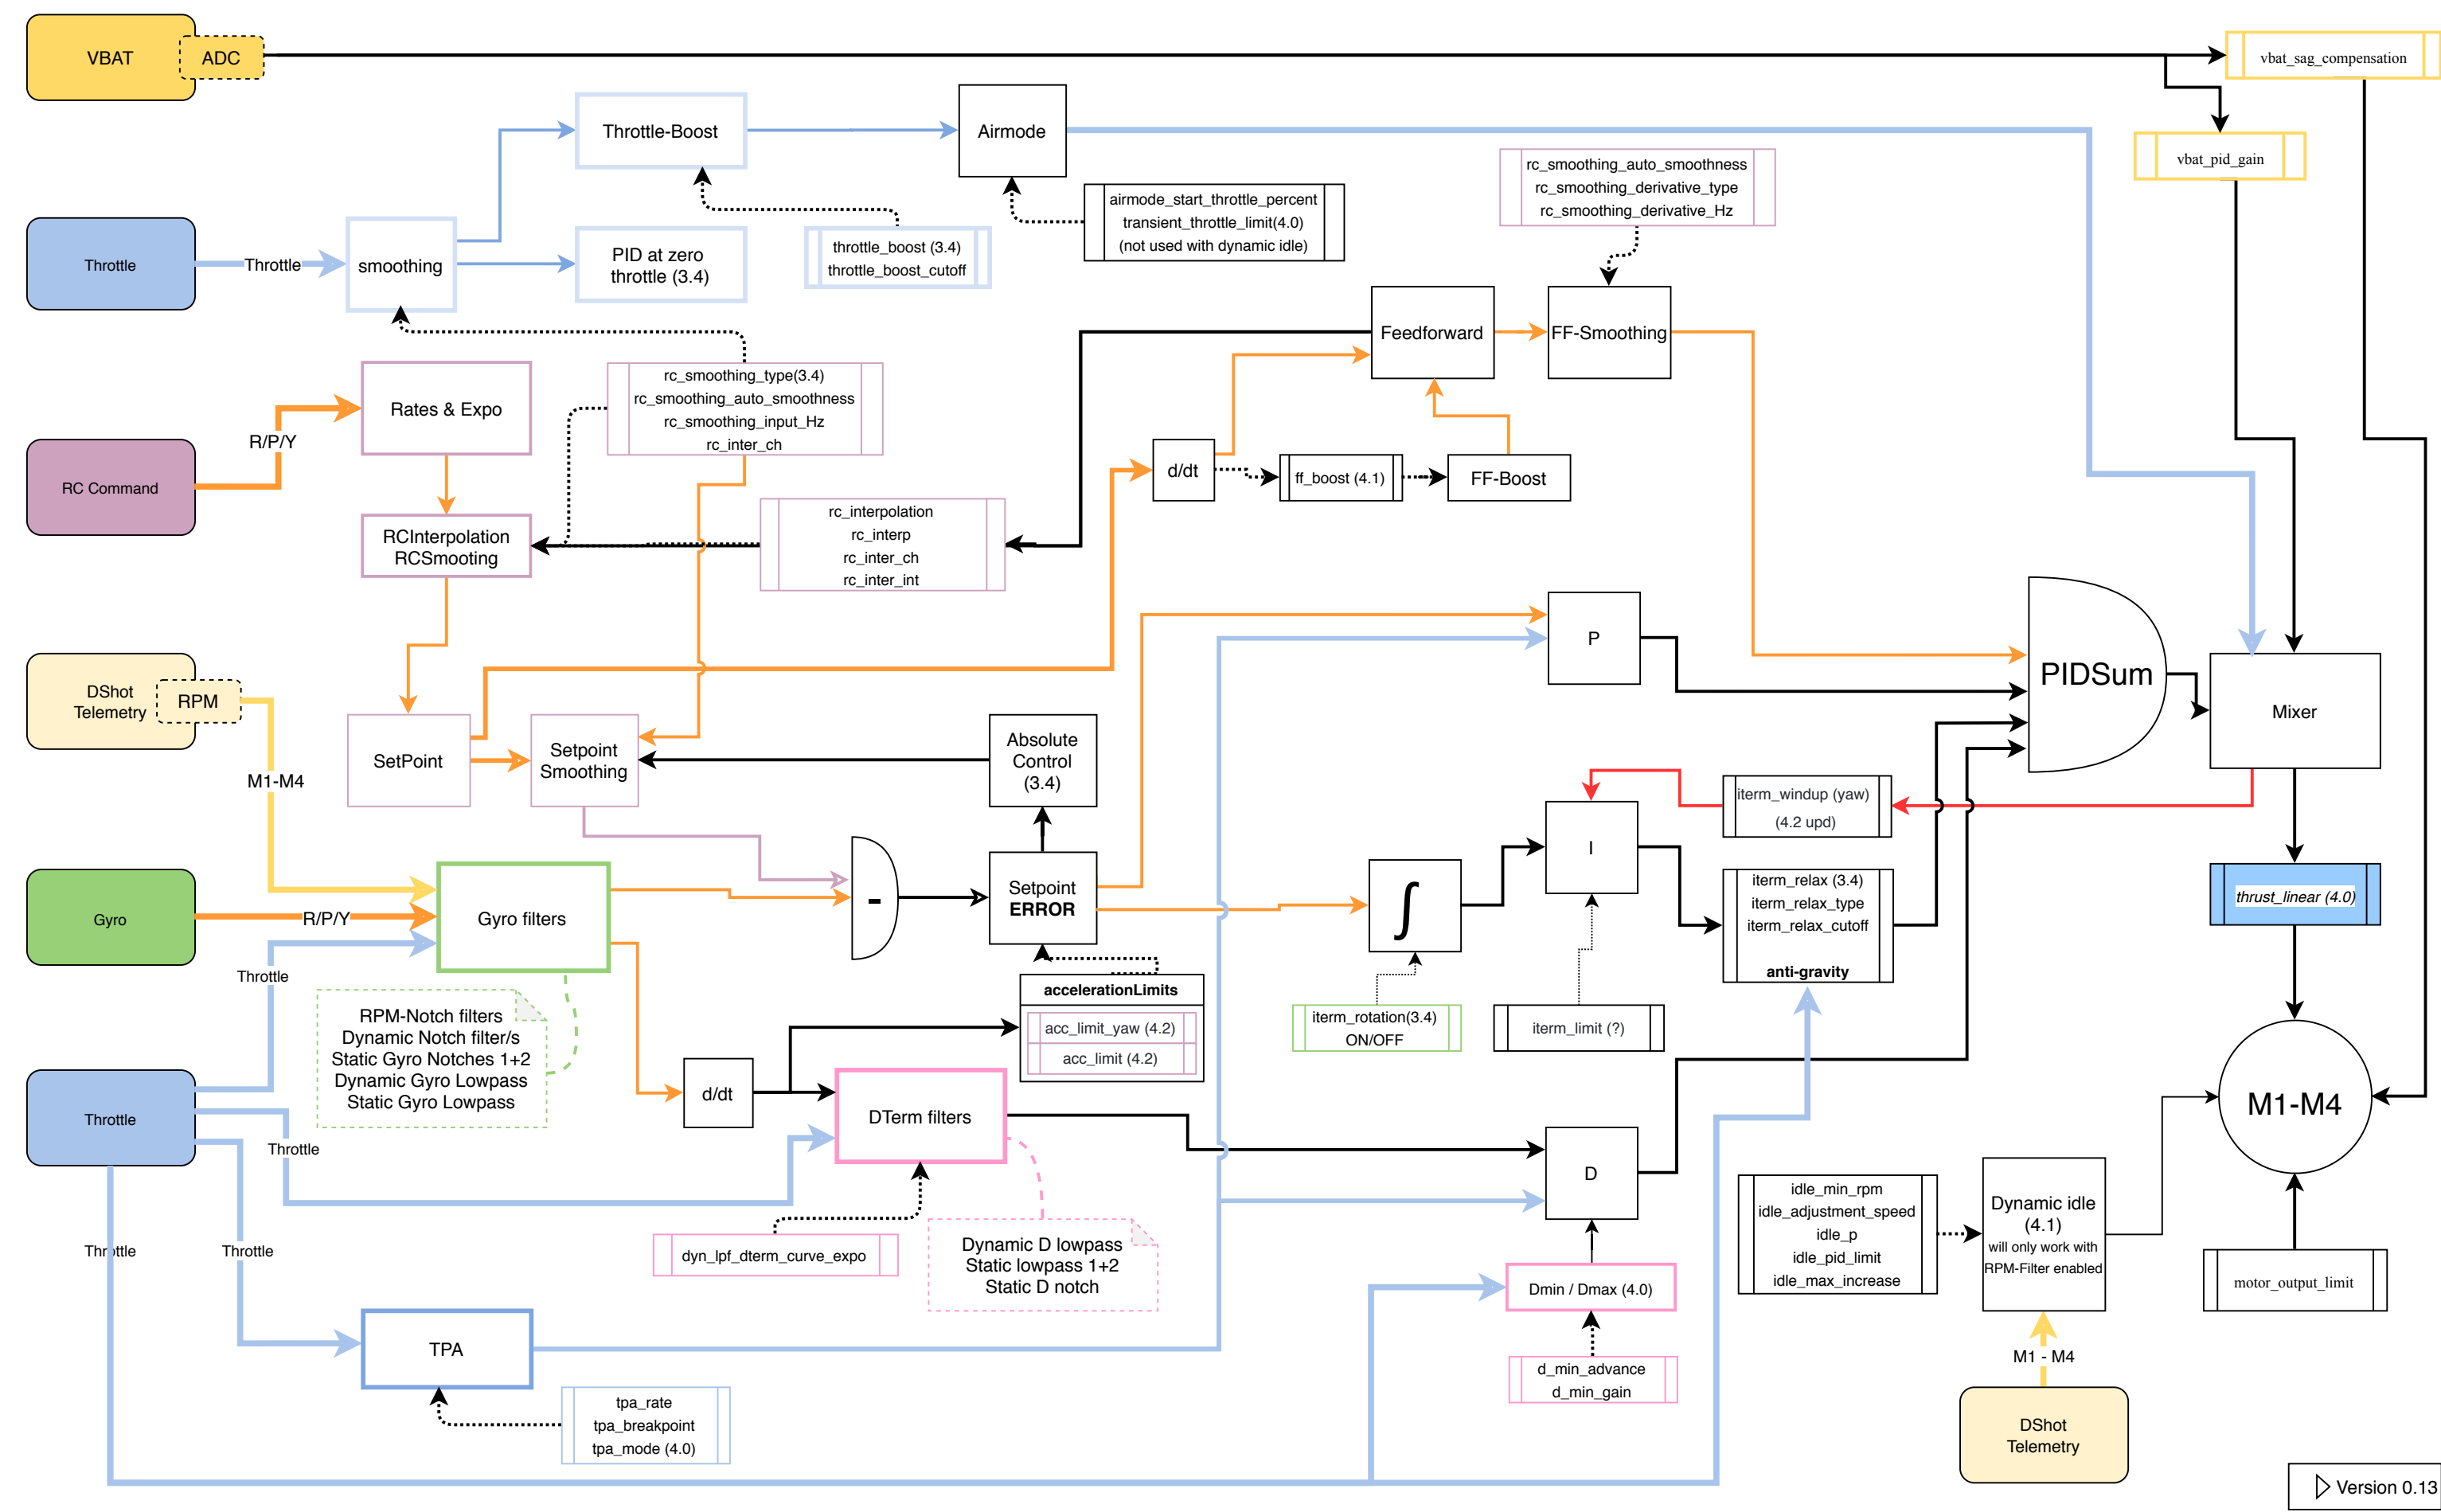 VBAT
ADC
vbat_sag_compensation
Throttle-Boost
Airmode
vbat_pid_gain
rc_smoothing_auto_smoothness
rc_smoothing_derivative_type
rc_smoothing_derivative_Hz
airmode_start_throttle_percent
transient_throttle_limit(4.0)
(not used with dynamic idle)
Throttle
Throttle
smoothing
PID at zero
throttle (3.4)
throttle_boost (3.4)
throttle_boost_cutoff
Feedforward
FF-Smoothing
Rates & Expo
rc_smoothing_type(3.4)
rc_smoothing_auto_smoothness
rc_smoothing_input_Hz
rc_inter_ch
R/P/Y
RC Command
d/dt
ff_boost (4.1)
FF-Boost
RCInterpolation
RCSmooting
rc_interpolation
rc_interp
rc_inter_ch
rc_inter_int
P
PIDSum
Mixer
DShot
Telemetry
RPM
M1-M4
SetPoint
Setpoint
Smoothing
Absolute
Control
(3.4)
iterm_windup (yaw)
(4.2 upd)
I
Gyro
R/P/Y
Gyro filters
-
Setpoint
ERROR
∫
iterm_relax (3.4)
iterm_relax_type
iterm_relax_cutoff
anti-gravity
thrust_linear (4.0)
Throttle
RPM-Notch filters
Dynamic Notch filter/s
Static Gyro Notches 1+2
Dynamic Gyro Lowpass
Static Gyro Lowpass
accelerationLimits
acc_limit_yaw (4.2)
acc_limit (4.2)
iterm_rotation(3.4)
ON/OFF
iterm_limit (?)
d/dt
DTerm filters
Throttle
Throttle
M1-M4
D
idle_min_rpm
idle_adjustment_speed
idle_p
idle_pid_limit
idle_max_increase
Dynamic idle
(4.1)
will only work with
RPM-Filter enabled
Throttle
Throttle
dyn_lpf_dterm_curve_expo
Dynamic D lowpass
Static lowpass 1+2
Static D notch
Dmin / Dmax (4.0)
motor_output_limit
TPA
d_min_advance
d_min_gain
M1 - M4
tpa_rate
tpa_breakpoint
tpa_mode (4.0)
DShot
Telemetry
Version 0.13